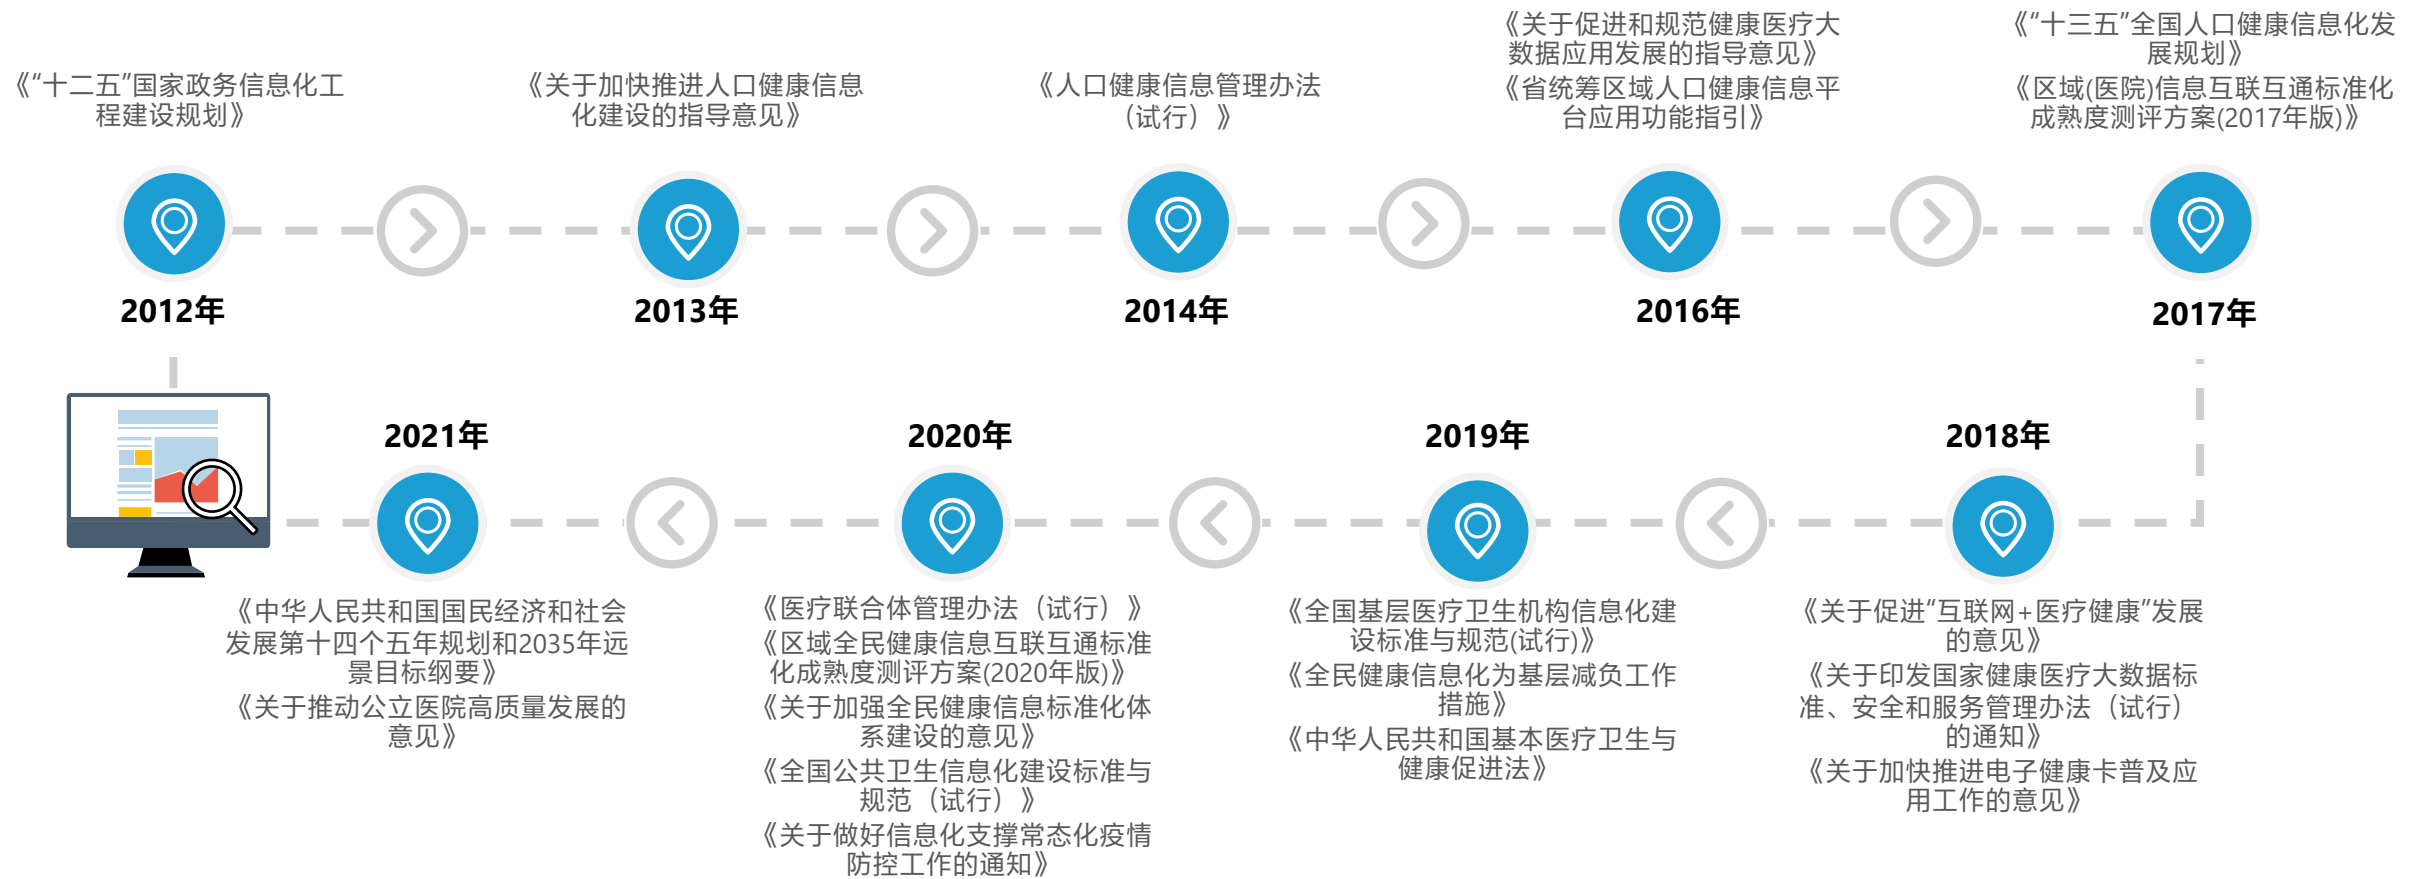 《“十二五”国家政务信息化工
程建设规划》
2012年
《关于加快推进人口健康信息
化建设的指导意见》
2013年
《人口健康信息管理办法
（试行）》
2014年
《关于促进和规范健康医疗大
数据应用发展的指导意见》
《省统筹区域人口健康信息平
台应用功能指引》
2016年
《“十三五”全国人口健康信息化发
展规划》
《区域(医院)信息互联互通标准化
成熟度测评方案(2017年版)》
2017年
2018年
《关于促进“互联网+医疗健康”发展
的意见》
《关于印发国家健康医疗大数据标
准、安全和服务管理办法（试行）
的通知》
《关于加快推进电子健康卡普及应
用工作的意见》
2019年
《全国基层医疗卫生机构信息化建
设标准与规范(试行)》
《全民健康信息化为基层减负工作
措施》
《中华人民共和国基本医疗卫生与
健康促进法》
2020年
《医疗联合体管理办法（试行）》
《区域全民健康信息互联互通标准
化成熟度测评方案(2020年版)》
《关于加强全民健康信息标准化体
系建设的意见》
《全国公共卫生信息化建设标准与
规范（试行）》
《关于做好信息化支撑常态化疫情
防控工作的通知》
2021年
《中华人民共和国国民经济和社会
发展第十四个五年规划和2035年远
景目标纲要》
《关于推动公立医院高质量发展的
意见》